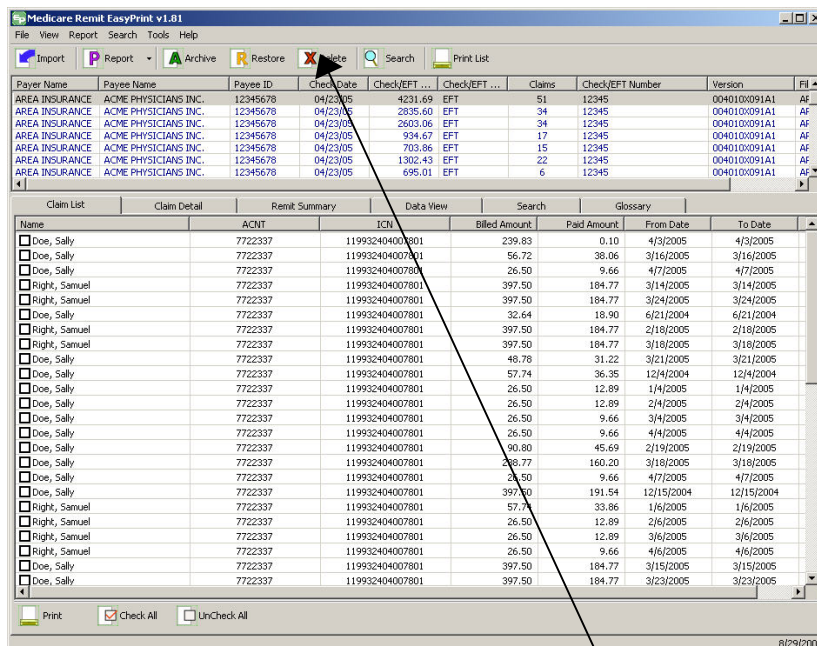 Medicare Remit EasyPrint v1.81
File View Report Search Tools Help
Import P Report A Archive R Restore X Delete Search Print List
Payer Name Payee Name Payee ID Check Date Check/EFT ... Check/EFT ... Claims Check/EFT Number Version Fil
AREA INSURANCE ACME PHYSICIANS INC. 12345678 04/23/05 4231.69 EFT 51 12345 004010X091A1 AF
AREA INSURANCE ACME PHYSICIANS INC. 12345678 04/23/05 2835.60 EFT 34 12345 004010X091A1 AF
AREA INSURANCE ACME PHYSICIANS INC. 12345678 04/23/05 2603.06 EFT 34 12345 004010X091A1 AF
AREA INSURANCE ACME PHYSICIANS INC. 12345678 04/23/05 934.67 EFT 17 12345 004010X091A1 AF
AREA INSURANCE ACME PHYSICIANS INC. 12345678 04/23/05 703.86 EFT 15 12345 004010X091A1 AF
AREA INSURANCE ACME PHYSICIANS INC. 12345678 04/23/05 1302.43 EFT 22 12345 004010X091A1 AF
AREA INSURANCE ACME PHYSICIANS INC. 12345678 04/23/05 695.01 EFT 6 12345 004010X091A1 AF
Claim List Claim Detail Remit Summary Data View Search Glossary
Name ACNT ICN Billed Amount Paid Amount From Date To Date
Doe, Sally 7722337 119932404007801 239.83 0.10 4/3/2005 4/3/2005
Doe, Sally 7722337 119932404007801 56.72 38.06 3/16/2005 3/16/2005
Doe, Sally 7722337 119932404007801 26.50 9.66 4/7/2005 4/7/2005
Right, Samuel 7722337 119932404007801 397.50 184.77 3/14/2005 3/14/2005
Right, Samuel 7722337 119932404007801 397.50 184.77 3/24/2005 3/24/2005
Doe, Sally 7722337 119932404007801 32.64 18.90 6/21/2004 6/21/2004
Right, Samuel 7722337 119932404007801 397.50 184.77 2/18/2005 2/18/2005
Right, Samuel 7722337 119932404007801 397.50 184.77 3/18/2005 3/18/2005
Doe, Sally 7722337 119932404007801 48.78 31.22 3/21/2005 3/21/2005
Doe, Sally 7722337 119932404007801 57.74 36.35 12/4/2004 12/4/2004
Doe, Sally 7722337 119932404007801 26.50 12.89 1/4/2005 1/4/2005
Doe, Sally 7722337 119932404007801 26.50 12.89 2/4/2005 2/4/2005
Doe, Sally 7722337 119932404007801 26.50 9.66 3/4/2005 3/4/2005
Doe, Sally 7722337 119932404007801 26.50 9.66 4/4/2005 4/4/2005
Doe, Sally 7722337 119932404007801 90.80 45.69 2/19/2005 2/19/2005
Doe, Sally 7722337 119932404007801 238.77 160.20 3/18/2005 3/18/2005
Doe, Sally 7722337 119932404007801 26.50 9.66 4/7/2005 4/7/2005
Doe, Sally 7722337 119932404007801 397.50 191.54 12/15/2004 12/15/2004
Right, Samuel 7722337 119932404007801 57.74 33.86 1/6/2005 1/6/2005
Right, Samuel 7722337 119932404007801 26.50 12.89 2/6/2005 2/6/2005
Right, Samuel 7722337 119932404007801 26.50 12.89 3/6/2005 3/6/2005
Right, Samuel 7722337 119932404007801 26.50 9.66 4/6/2005 4/6/2005
Doe, Sally 7722337 119932404007801 397.50 184.77 3/15/2005 3/15/2005
Doe, Sally 7722337 119932404007801 397.50 184.77 3/23/2005 3/23/2005
Print Check All UnCheck All
8/29/200